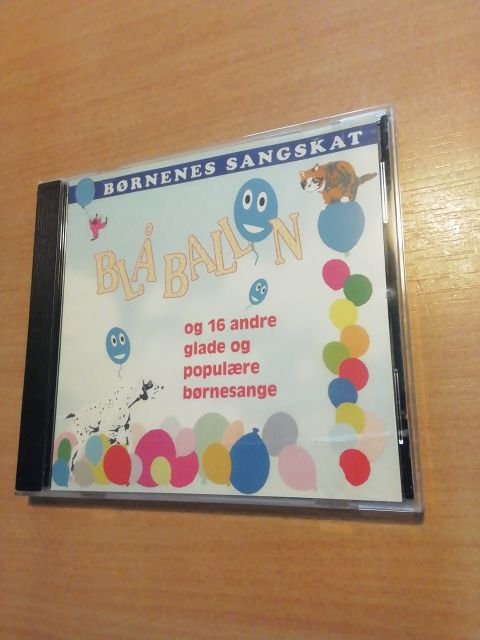 BØRNENES SANGSKAT
BLÅ BALLON
og 16 andre
glade og
populære
børnesange